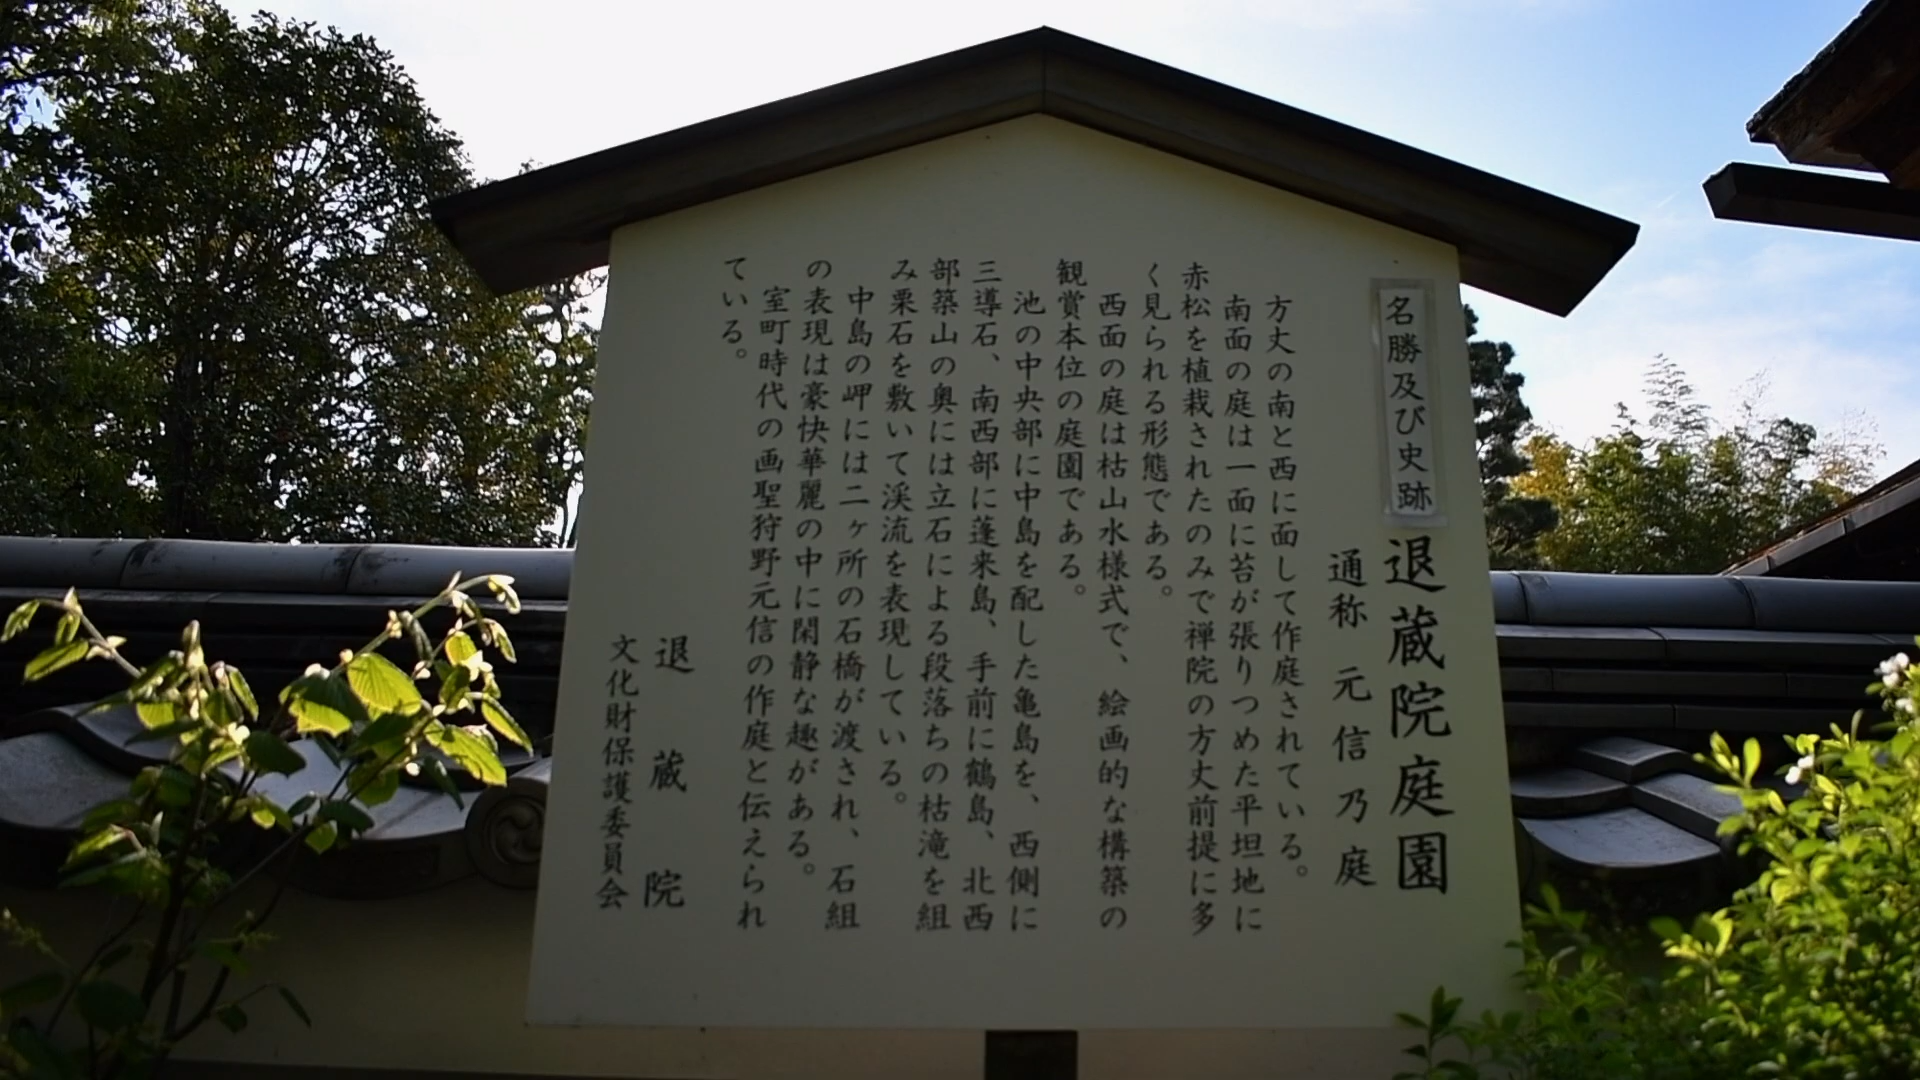 名勝及び史跡
退蔵院庭園
通称 元信乃庭
方丈の南と西に面して作庭されている。
南面の庭は一面に苔が張りつめた平坦地に
赤松を植栽されたのみで禅院の方丈前提に多
く見られる形態である。
西面の庭は枯山水様式で、絵画的な構築の
観賞本位の庭園である。
池の中央部に中島を配した亀島を、西側に
三導石、南西部に蓬来島、手前に鶴島、北西
部築山の奥には立石による段落ちの枯滝を組
み栗石を敷いて渓流を表現している。
中島の岬には二ヶ所の石橋が渡され、石組
の表現は豪快華麗の中に閑静な趣がある。
室町時代の画聖狩野元信の作庭と伝えられ
ている。
退蔵院
文化財保護委員会